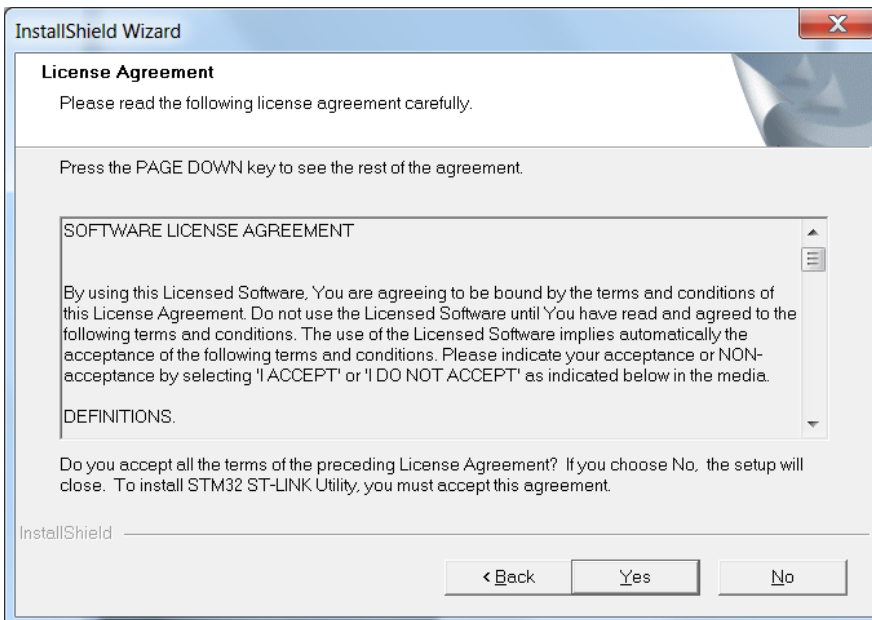 InstallShield Wizard
License Agreement
Please read the following license agreement carefully.
Press the PAGE DOWN key to see the rest of the agreement.
SOFTWARE LICENSE AGREEMENT
By using this Licensed Software, You are agreeing to be bound by the terms and conditions of
this License Agreement. Do not use the Licensed Software until You have read and agreed to the
following terms and conditions. The use of the Licensed Software implies automatically the
acceptance of the following terms and conditions. Please indicate your acceptance or NON-
acceptance by selecting 'I ACCEPT' or 'I DO NOT ACCEPT' as indicated below in the media.
DEFINITIONS.
Do you accept all the terms of the preceding License Agreement? If you choose No, the setup will
close. To install STM32 ST-LINK Utility, you must accept this agreement.
InstallShield
< Back Yes No